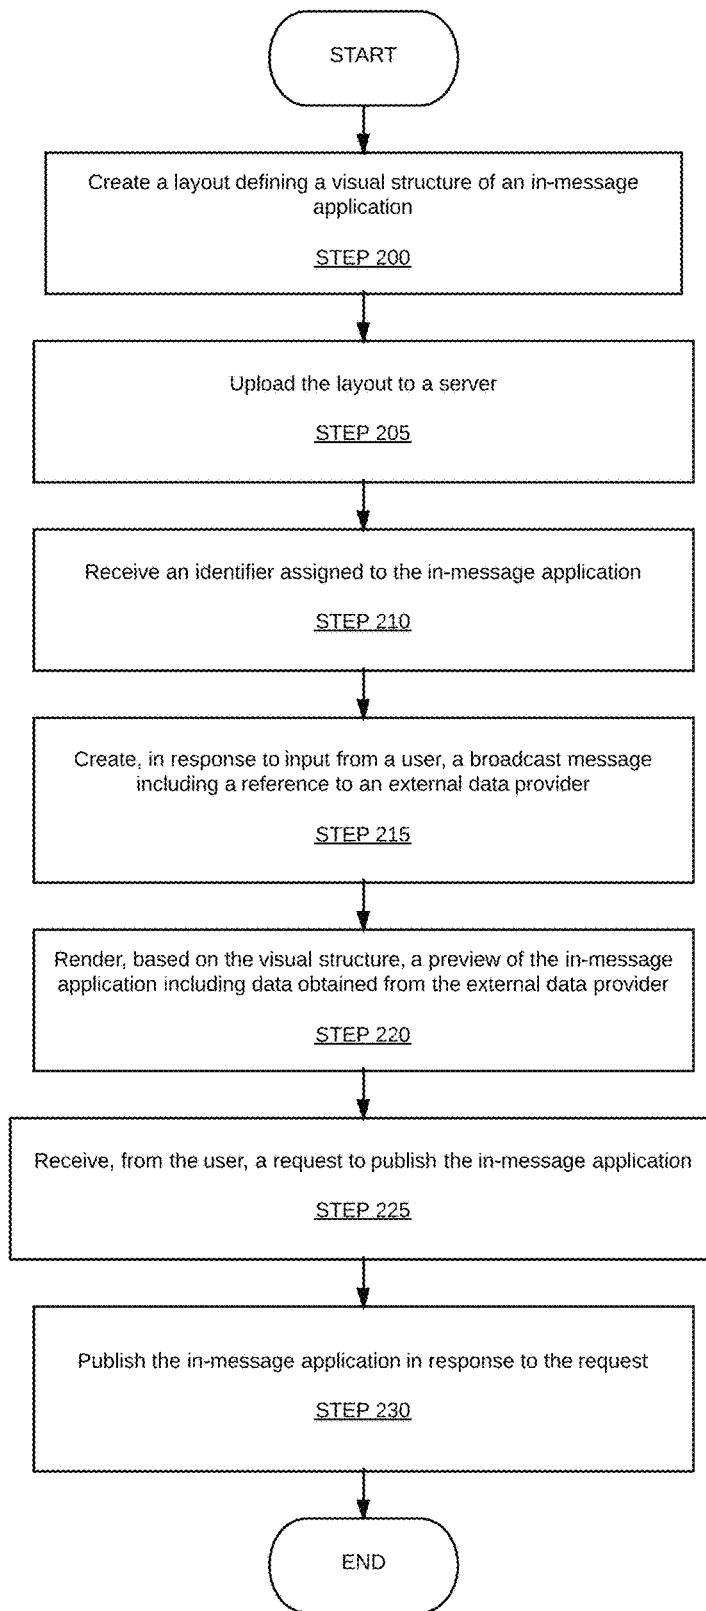 START
Create a layout defining a visual structure of an in-message
application
STEP 200
Upload the layout to a server
STEP 205
Receive an identifier assigned to the in-message application
STEP 210
Create, in response to input from a user, a broadcast message
including a reference to an external data provider
STEP 215
Render, based on the visual structure, a preview of the in-message
application including data obtained from the external data provider
STEP 220
Receive, from the user, a request to publish the in-message application
STEP 225
Publish the in-message application in response to the request
STEP 230
END